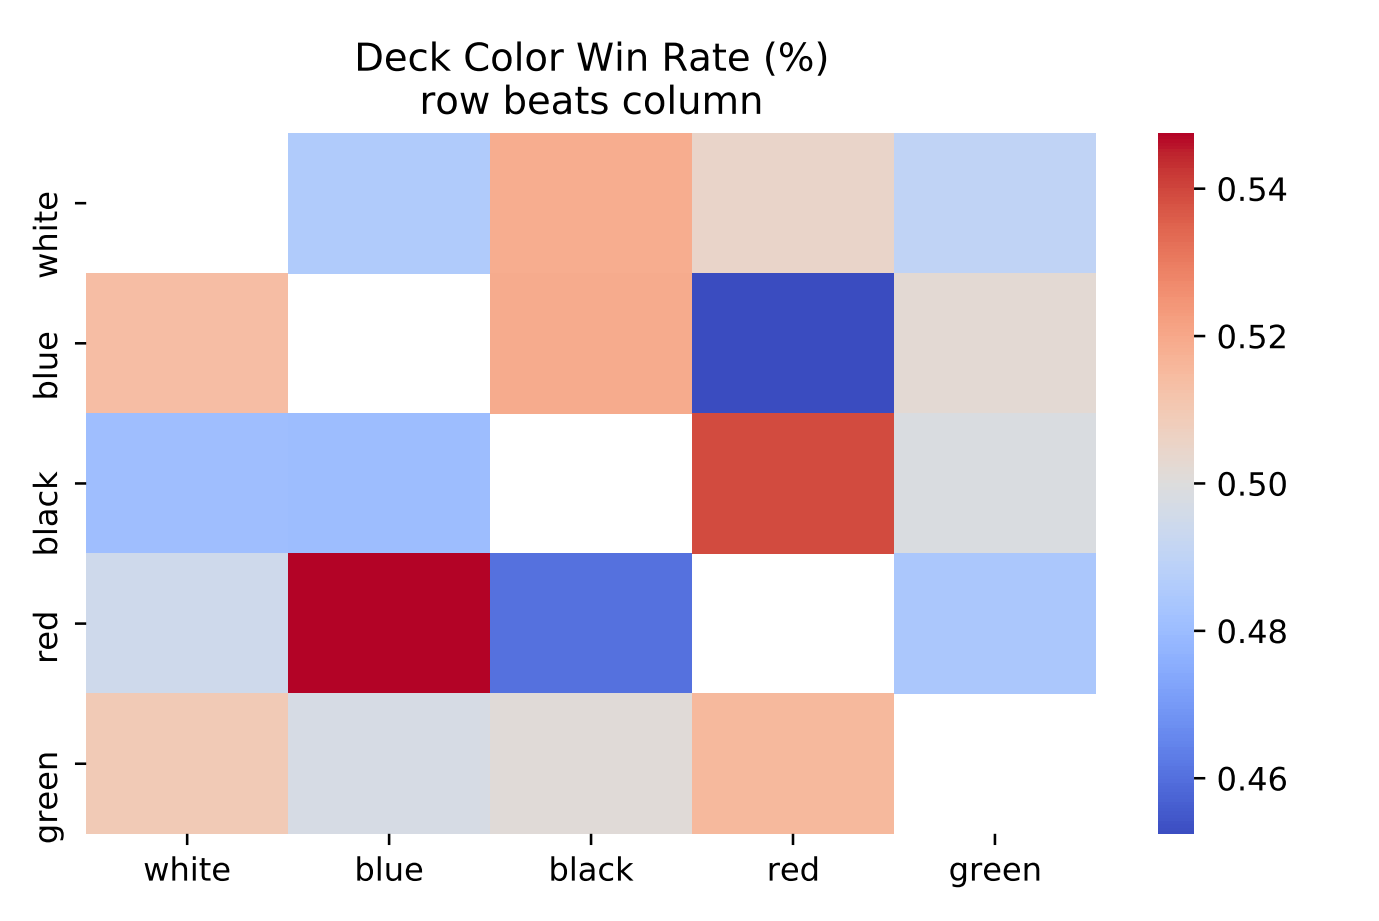 Deck Color Win Rate (%)
row beats column
white
blue
black
red
green
white
blue
black
red
green
0.54
0.52
0.50
0.48
0.46